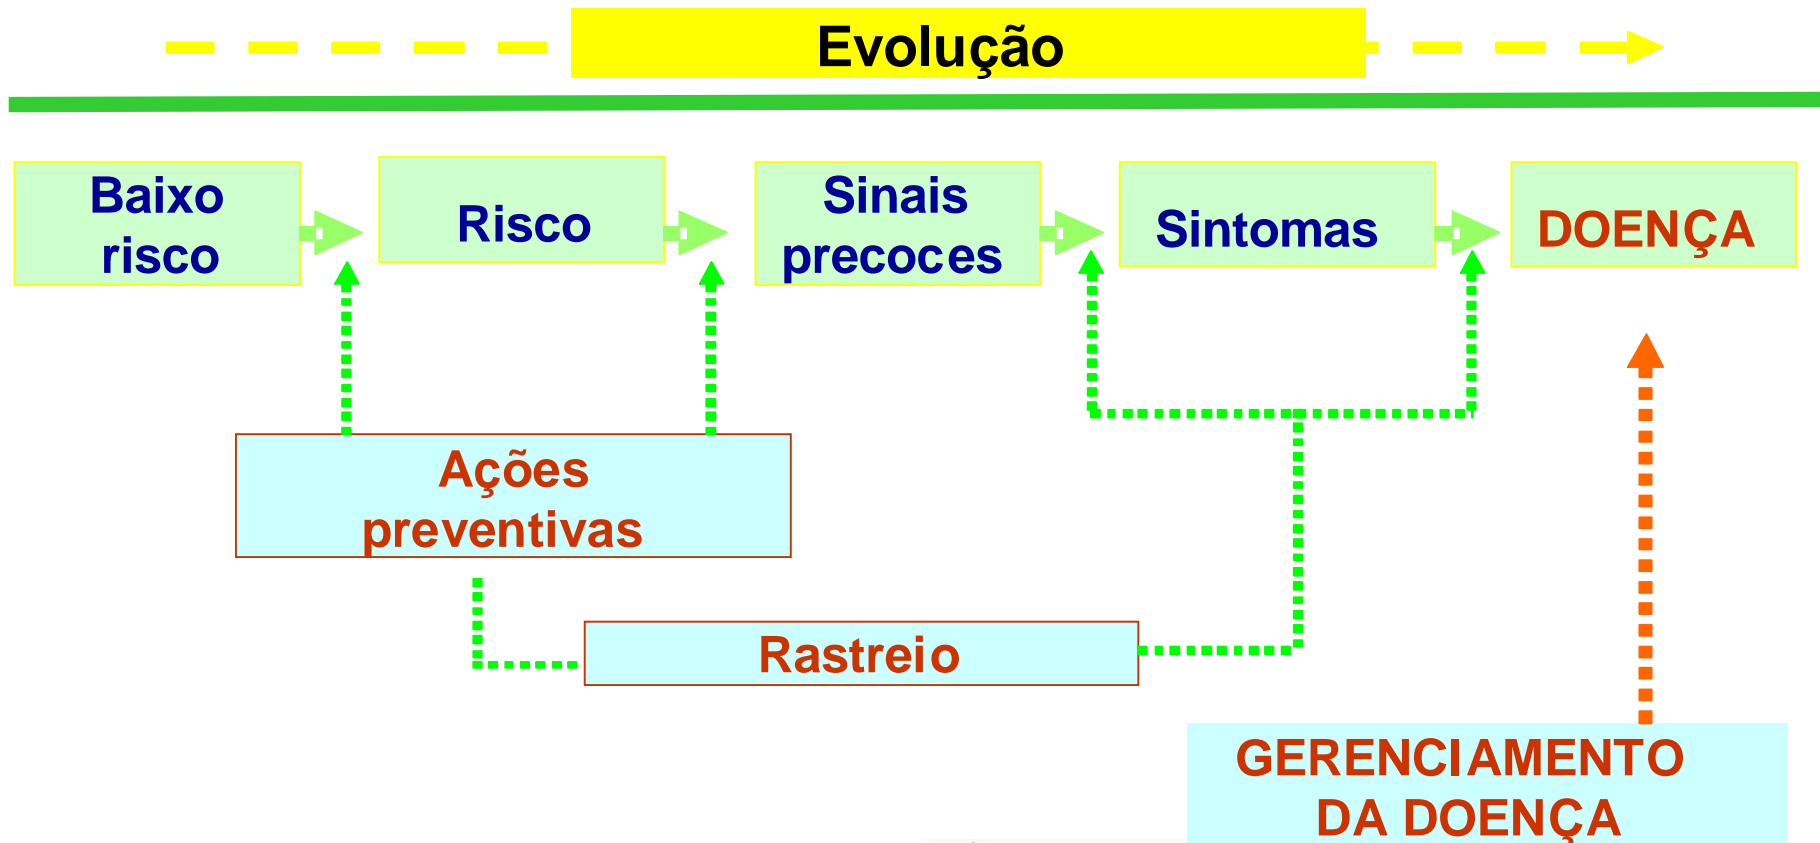 Evolução
Baixo
risco
Risco
Sinais
precoces
Sintomas
DOENÇA
Ações
preventivas
Rastreio
GERENCIAMENTO
DA DOENÇA